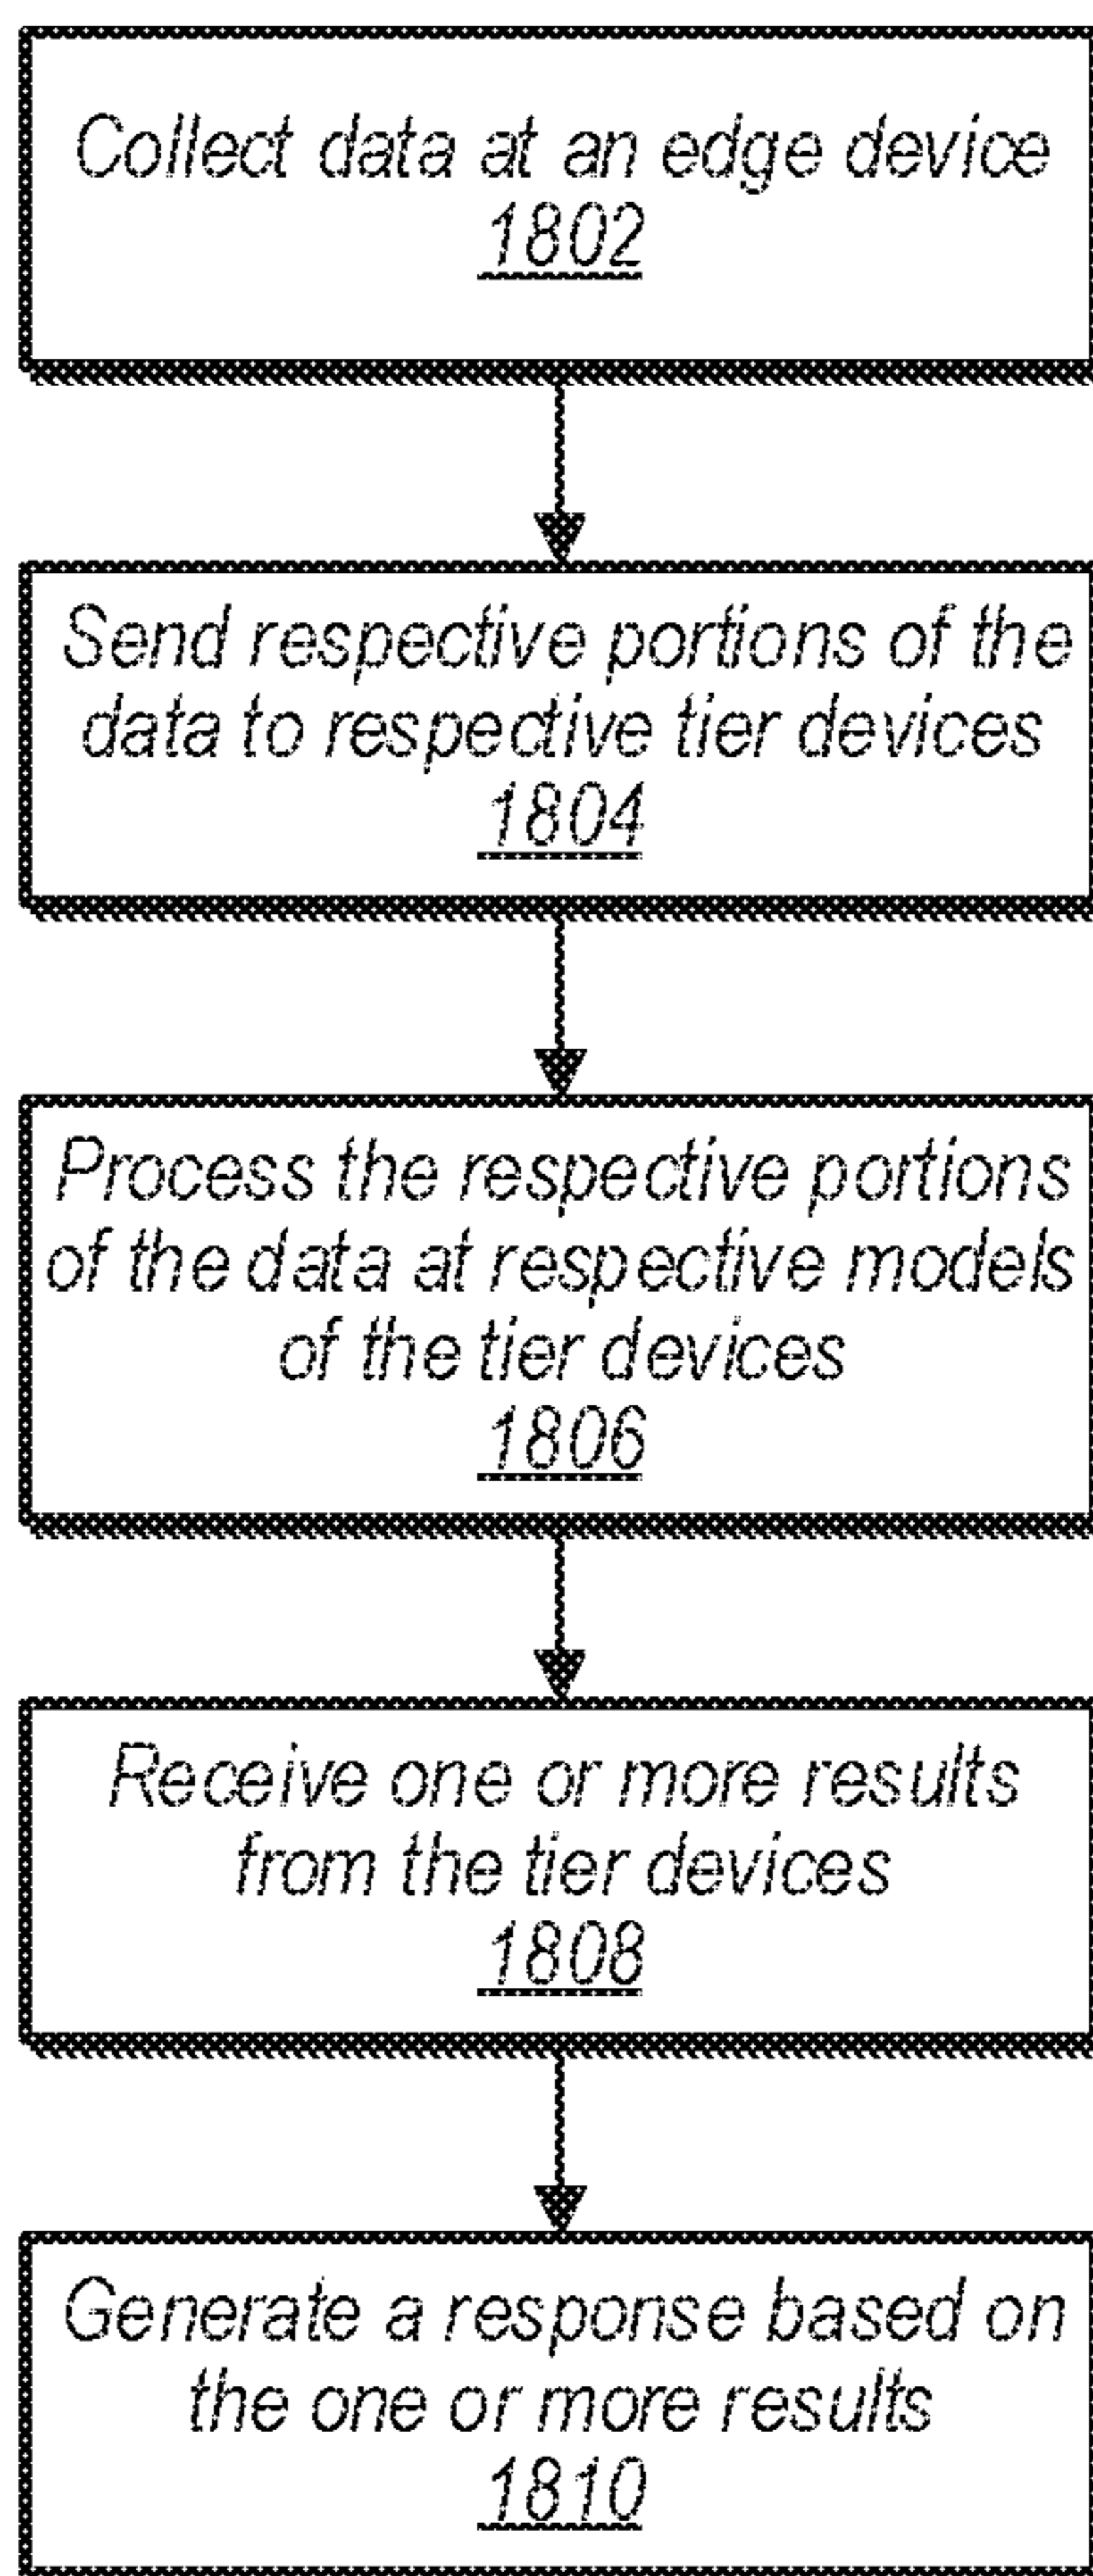 Collect data at an edge device
1802
Send respective portions of the
data to respective tier devices
1804
Process the respective portions
of the data at respective models
of the tier devices
1806
Receive one or more results
from the tier devices
1808
Generate a response based on
the one or more results
1810